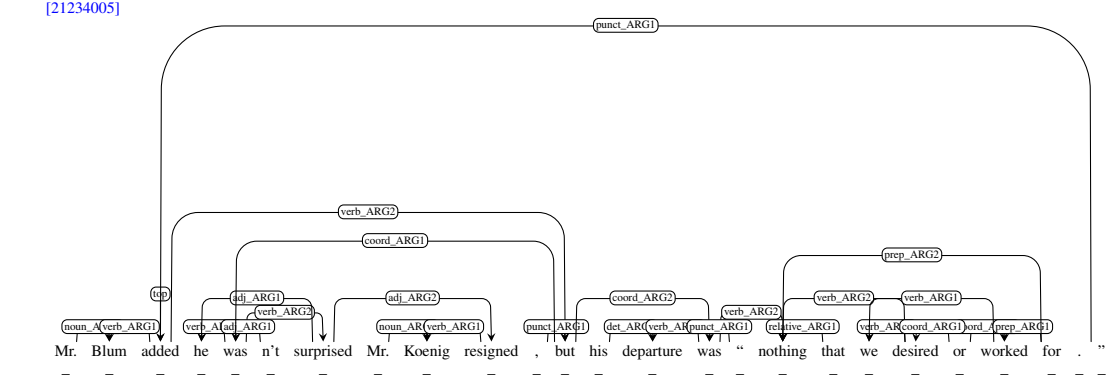 [21234005]
punct_ARG1
verb_ARG2
coord_ARG1
prep_ARG2
top adj_ARG1 adj_ARG2 coord_ARG2 verb_ARG2 verb_ARG1
verb_ARG2 verb_ARG2
verb_ARG1 adj_ARG1 verb_ARG1 punct_ARG1 punct_ARG1 relative_ARG1 coord_ARG1 prep_ARG1
Mr. Blum added he was n't surprised Mr. Koenig resigned , but his departure was “ nothing that we desired or worked for . ”
_ _ _ _ _ _ _ _ _ _ _ _ _ _ _ _ _ _ _ _ _ _ _ _ _